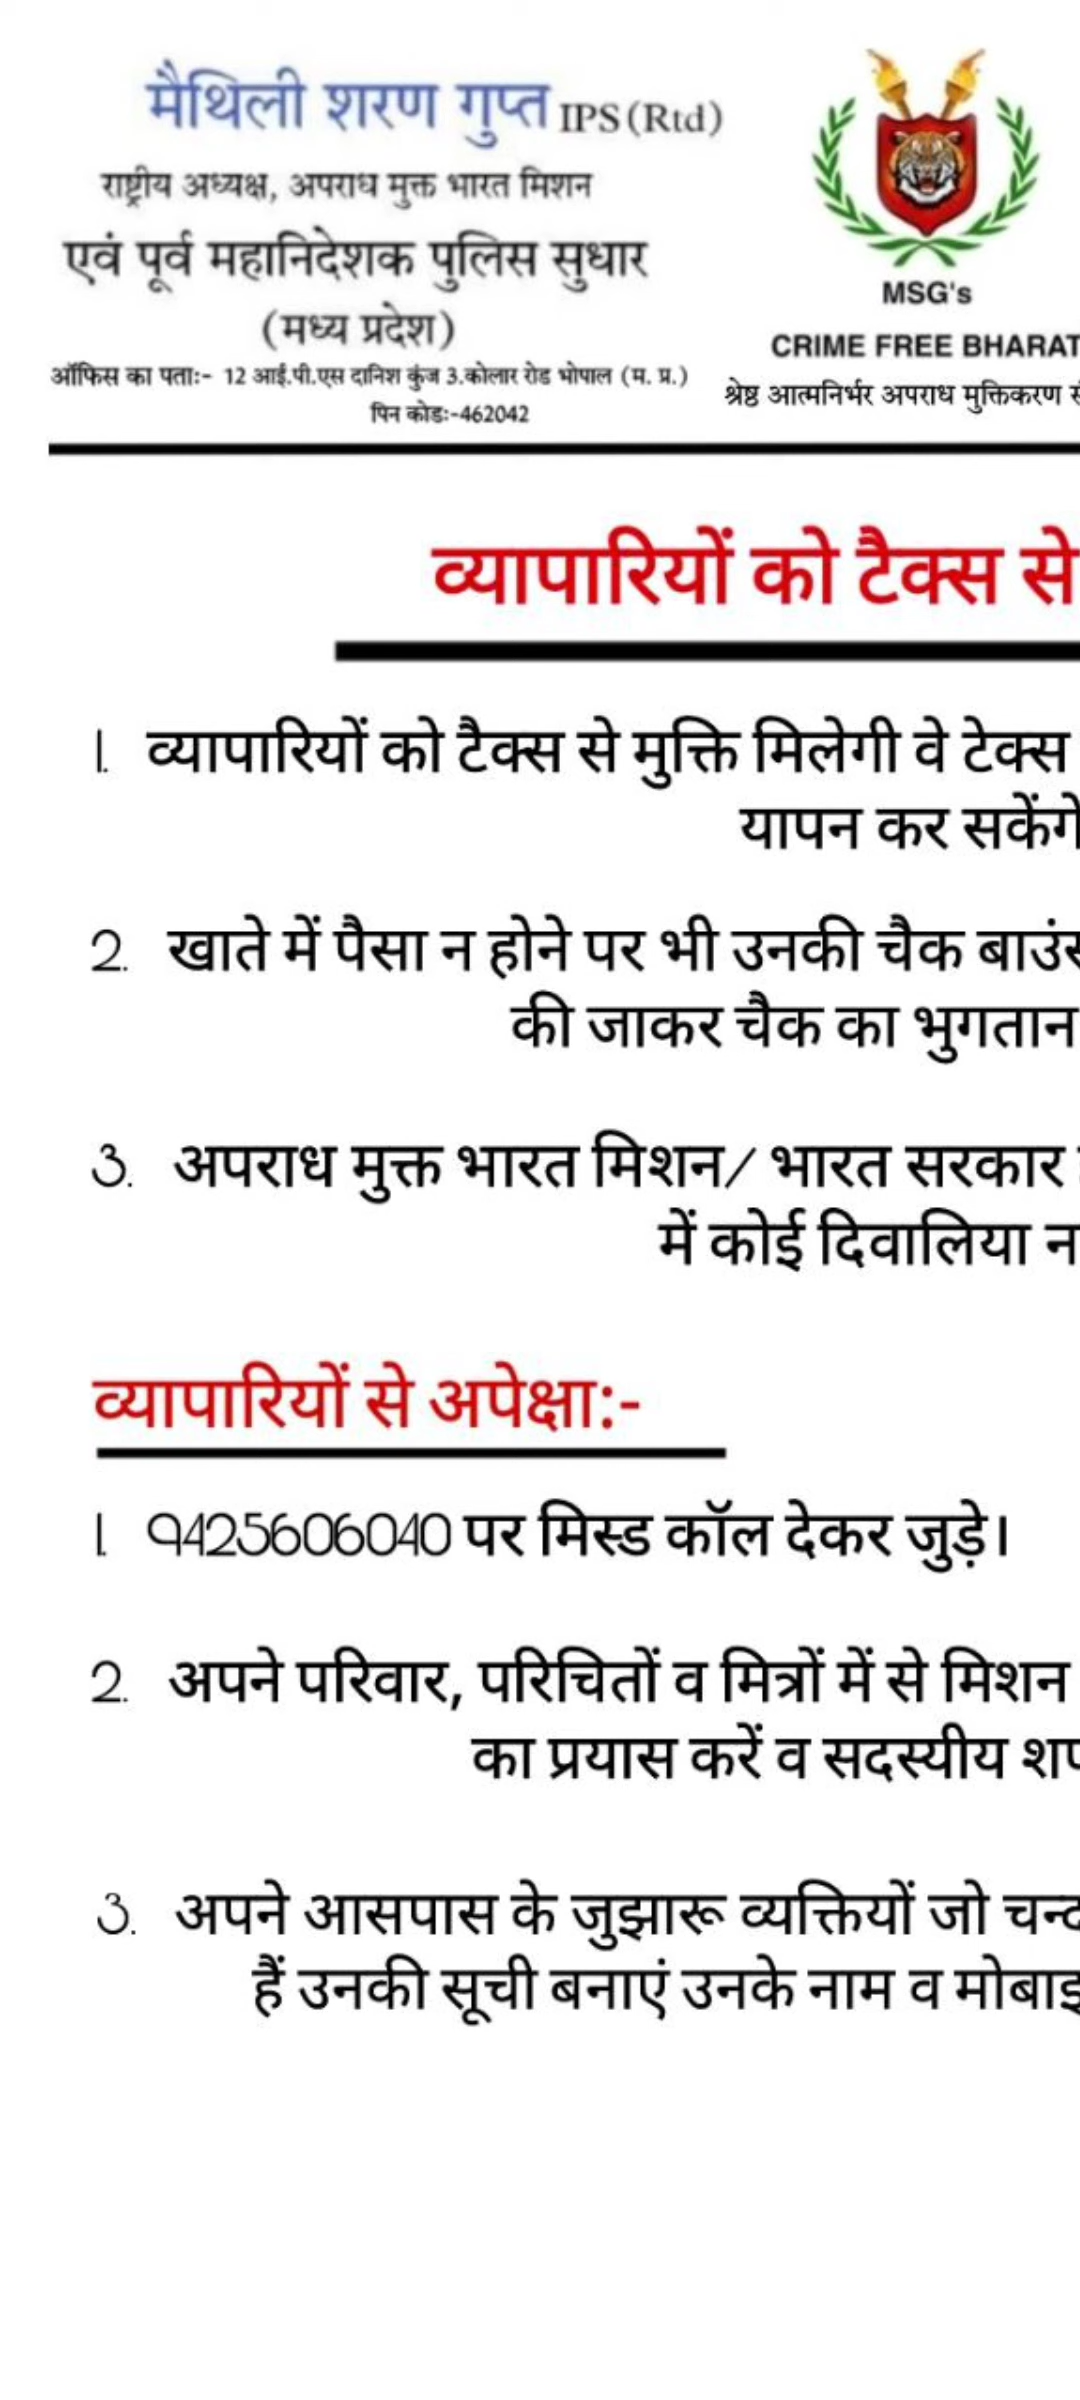 मैथिली शरण गुप्त IPS (Rtd)
राष्ट्रीय अध्यक्ष, अपराध मुक्त भारत मिशन
एवं पूर्व महानिदेशक पुलिस सुधार
(मध्य प्रदेश)
ऑफिस का पताः- 12 आई.पी.एस दानिश कुंज 3.कोलार रोड भोपाल (म. प्र.)
पिन कोडः-462042
MSG's
CRIME FREE BHARAT
श्रेष्ठ आत्मनिर्भर अपराध मुक्तिकरण
व्यापारियों को टैक्स से
1. व्यापारियों को टैक्स से मुक्ति मिलेगी वे टेक्स
यापन कर सकेंगे
2. खाते में पैसा न होने पर भी उनकी चैक
की जाकर चैक का भुगतान
3. अपराध मुक्त भारत मिशन/ भारत सरकार
में कोई दिवालिया
व्यापारियों से अपेक्षा:-
1. 9425606040 पर मिस्ड कॉल देकर जुड़े।
2. अपने परिवार, परिचितों व मित्रों में से मिशन
का प्रयास करें व सदस्यीय
3. अपने आसपास के जुझारू व्यक्तियों जो
हैं उनकी सूची बनाएं उनके नाम व